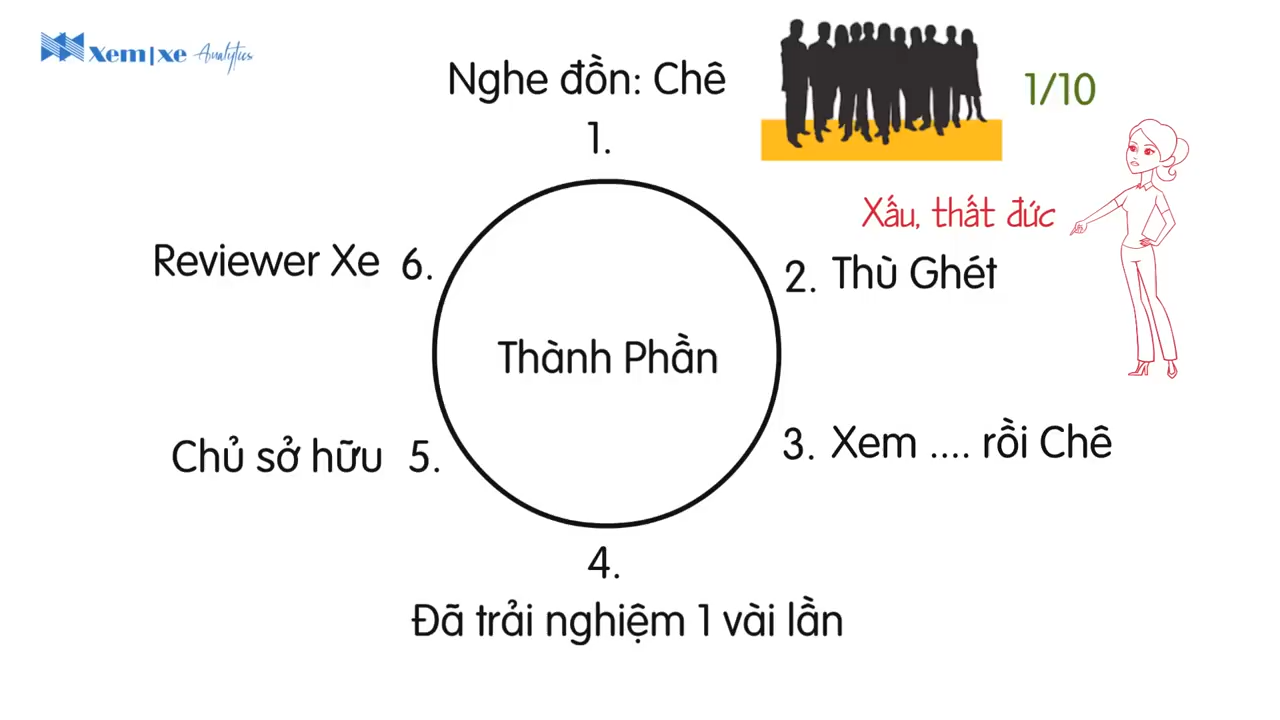 Xem|xe Analytics
Nghe đồn: Chê
1/10
1.
Xấu, thất đức
Reviewer Xe 6.
2. Thù Ghét
Thành Phần
3. Xem .... rồi Chê
Chủ sở hữu 5.
4.
Đã trải nghiệm 1 vài lần